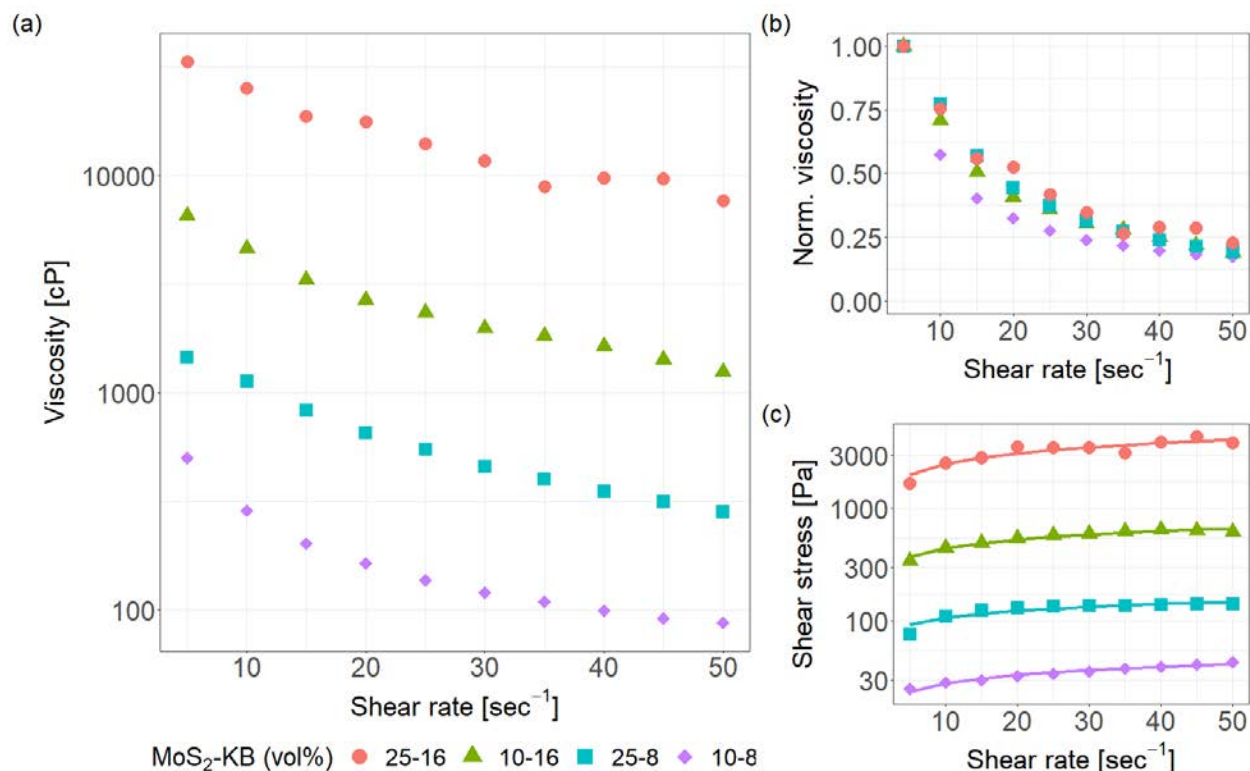 (a)
Viscosity [cP]
10000
1000
100
10 20 30 40 50
Shear rate [sec⁻¹]
(b)
Norm. viscosity
1.00
0.75
0.50
0.25
0.00
10 20 30 40 50
Shear rate [sec⁻¹]
(c)
Shear stress [Pa]
3000
1000
300
100
30
10 20 30 40 50
Shear rate [sec⁻¹]
MoS₂-KB (vol%) 25-16 10-16 25-8 10-8